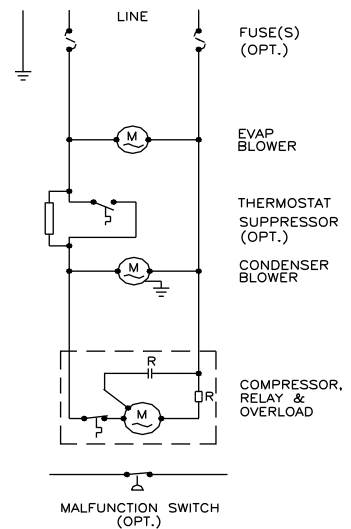 LINE
FUSE(S)
(OPT.)
M
EVAP
BLOWER
THERMOSTAT
SUPPRESSOR
(OPT.)
M
CONDENSER
BLOWER
R
R
M
COMPRESSOR,
RELAY &
OVERLOAD
MALFUNCTION SWITCH
(OPT.)